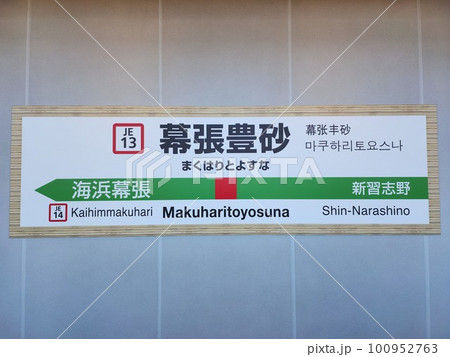 JE
13
幕張豊砂
まくはりとよすな
幕张丰砂
마쿠하리토요스나
海浜幕張
新習志野
JE
14
Kaihimmakuhari
Makuharitoyosuna
Shin-Narashino
PIXTA
100952763